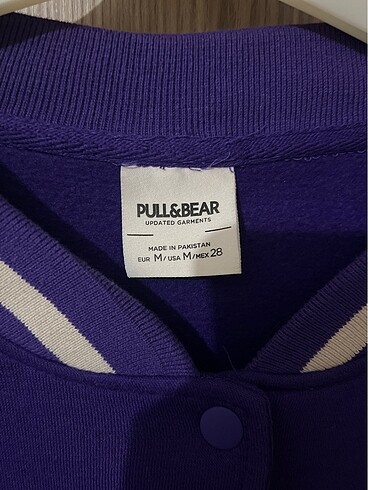 PULL&BEAR
UPDATED GARMENTS
MADE IN PAKISTAN
EUR M/USA M/MEX 28